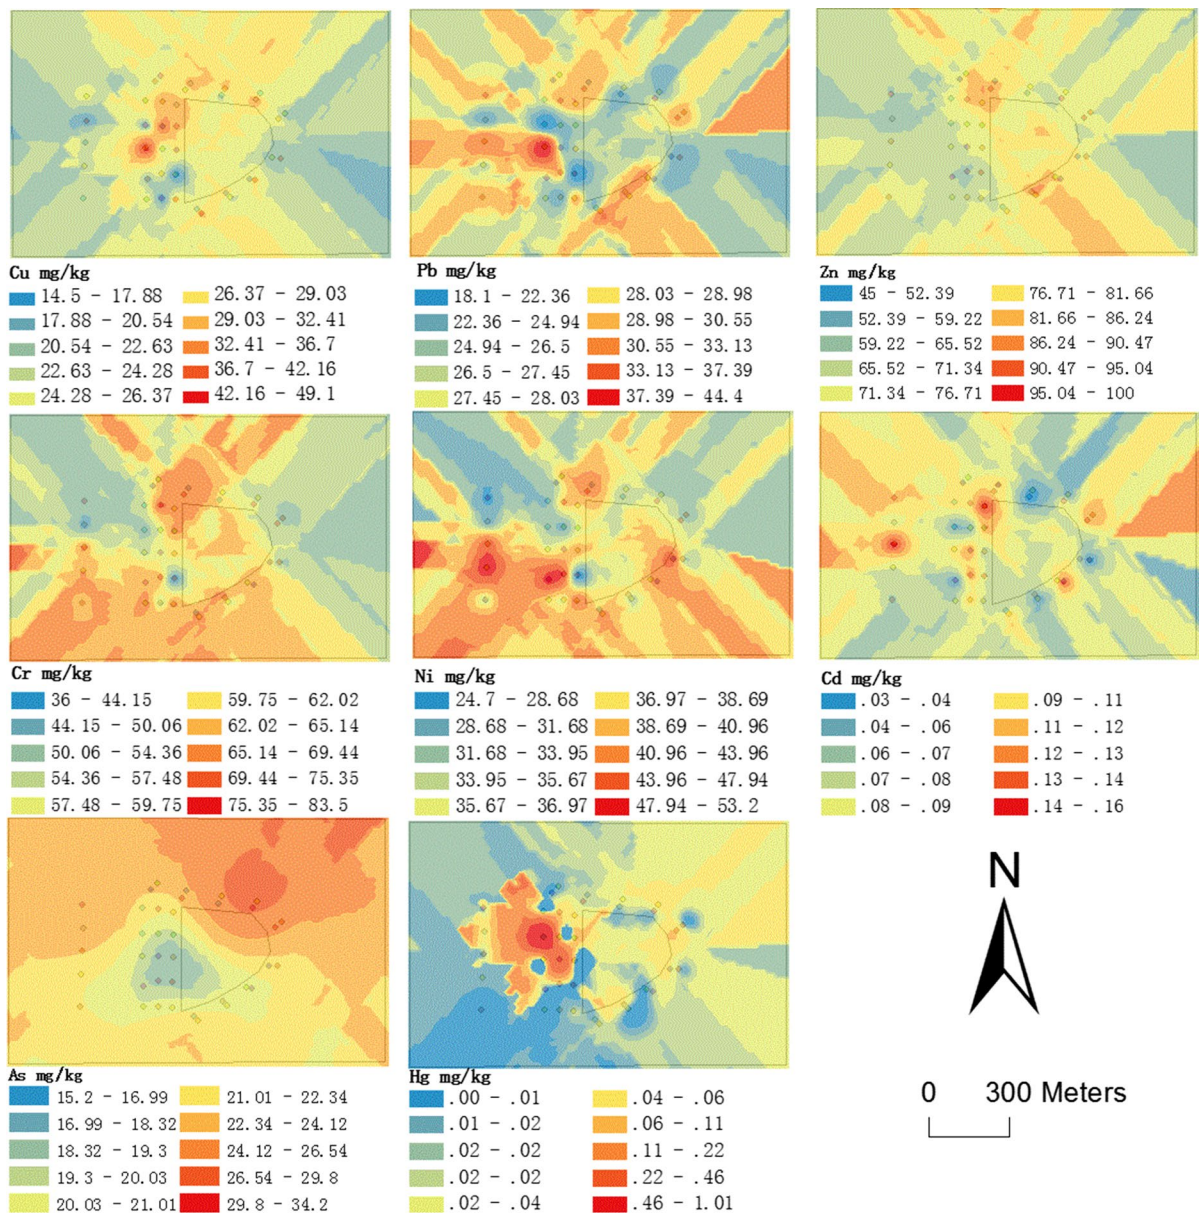 Cu mg/kg
14.5 - 17.88 26.37 - 29.03
17.88 - 20.54 29.03 - 32.41
20.54 - 22.63 32.41 - 36.7
22.63 - 24.28 36.7 - 42.16
24.28 - 26.37 42.16 - 49.1
Pb mg/kg
18.1 - 22.36 28.03 - 28.98
22.36 - 24.94 28.98 - 30.55
24.94 - 26.5 30.55 - 33.13
26.5 - 27.45 33.13 - 37.39
27.45 - 28.03 37.39 - 44.4
Zn mg/kg
45 - 52.39 76.71 - 81.66
52.39 - 59.22 81.66 - 86.24
59.22 - 65.52 86.24 - 90.47
65.52 - 71.34 90.47 - 95.04
71.34 - 76.71 95.04 - 100
Cr mg/kg
36 - 44.15 59.75 - 62.02
44.15 - 50.06 62.02 - 65.14
50.06 - 54.36 65.14 - 69.44
54.36 - 57.48 69.44 - 75.35
57.48 - 59.75 75.35 - 83.5
Ni mg/kg
24.7 - 28.68 36.97 - 38.69
28.68 - 31.68 38.69 - 40.96
31.68 - 33.95 40.96 - 43.96
33.95 - 35.67 43.96 - 47.94
35.67 - 36.97 47.94 - 53.2
Cd mg/kg
.03 - .04 .09 - .11
.04 - .06 .11 - .12
.06 - .07 .12 - .13
.07 - .08 .13 - .14
.08 - .09 .14 - .16
As mg/kg
15.2 - 16.99 21.01 - 22.34
16.99 - 18.32 22.34 - 24.12
18.32 - 19.3 24.12 - 26.54
19.3 - 20.03 26.54 - 29.8
20.03 - 21.01 29.8 - 34.2
Hg mg/kg
.00 - .01 .04 - .06
.01 - .02 .06 - .11
.02 - .02 .11 - .22
.02 - .02 .22 - .46
.02 - .04 .46 - 1.01
N
0 300 Meters